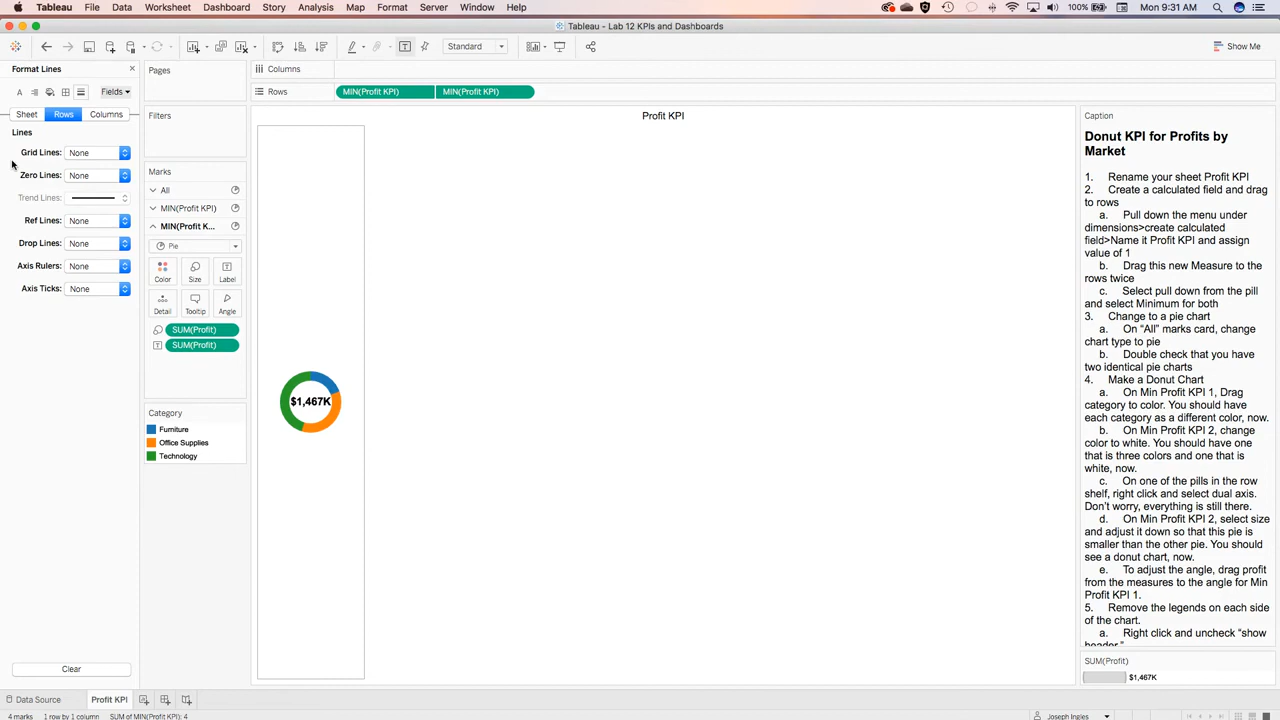 Tableau File Data Worksheet Dashboard Story Analysis Map Format Server Window Help 100% Mon 9:31 AM
Tableau - Lab 12 KPIs and Dashboards
Standard Show Me
Format Lines
Fields
Sheet Rows Columns
Lines
Grid Lines: None
Zero Lines: None
Trend Lines:
Ref Lines: None
Drop Lines: None
Axis Rulers: None
Axis Ticks: None
Clear
Pages
Filters
Marks
All
MIN(Profit KPI)
MIN(Profit K...
Pie
Color Size Label
Detail Tooltip Angle
SUM(Profit)
SUM(Profit)
Category
Furniture
Office Supplies
Technology
Columns
Rows MIN(Profit KPI) MIN(Profit KPI)
Profit KPI
$1,467K
Caption
Donut KPI for Profits by
Market
1. Rename your sheet Profit KPI
2. Create a calculated field and drag
to rows
a. Pull down the menu under
dimensions>create calculated
field>Name it Profit KPI and assign
value of 1
b. Drag this new Measure to the
rows twice
c. Select pull down from the pill
and select Minimum for both
3. Change to a pie chart
a. On “All” marks card, change
chart type to pie
b. Double check that you have
two identical pie charts
4. Make a Donut Chart
a. On Min Profit KPI 1, Drag
category to color. You should have
each category as a different color, now.
b. On Min Profit KPI 2, change
color to white. You should have one
that is three colors and one that is
white, now.
c. On one of the pills in the row
shelf, right click and select dual axis.
Don’t worry, everything is still there.
d. On Min Profit KPI 2, select size
and adjust it down so that this pie is
smaller than the other pie. You should
see a donut chart, now.
e. To adjust the angle, drag profit
from the measures to the angle for Min
Profit KPI 1.
5. Remove the legends on each side
of the chart.
a. Right click and uncheck “show
header.”
SUM(Profit)
$1,467K
Data Source Profit KPI
4 marks 1 row by 1 column SUM of MIN(Profit KPI): 4 Joseph Ingles